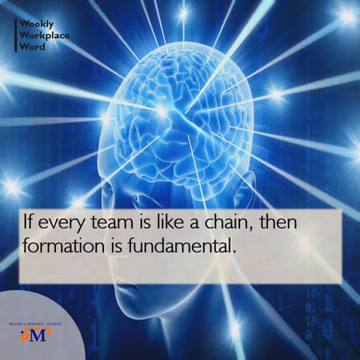 Weekly
Workplace
Word
If every team is like a chain, then
formation is fundamental.